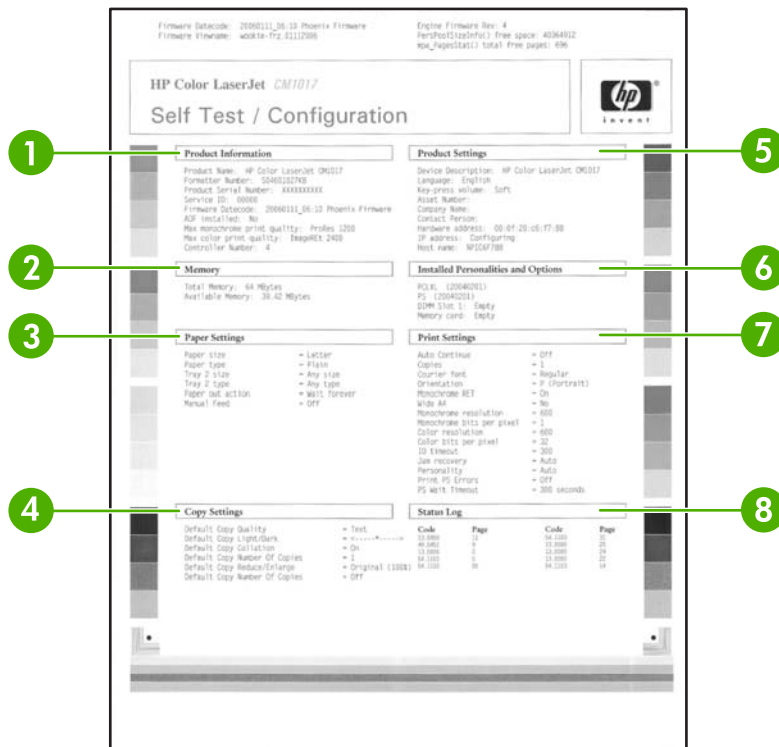 Firmware Datecode: 20060111_06:10 Phoenix Firmware
Firmware Viewname: wookie-frz.01112006
Engine Firmware Rev: 4
PersPoolSizeInfo() free space: 40364912
mpw_PagesStat() total free pages: 696
HP Color LaserJet CM1017
Self Test / Configuration
hp
invent
1
Product Information
Product Name: HP Color LaserJet CM1017
Formatter Number:
Product Serial Number: XXXXXXXXXX
Service ID: 00000
Firmware Datecode: 20060111_06:10 Phoenix Firmware
ADF installed: No
Max monochrome print quality: ProRes 1200
Max color print quality: ImageREt 2400
Controller Number: 4
2
Memory
Total Memory: 64 MBytes
Available Memory: 38.42 MBytes
3
Paper Settings
Paper size = Letter
Paper type = Plain
Tray 2 size = Any size
Tray 2 type = Any type
Paper out action = Wait forever
Manual Feed = Off
4
Copy Settings
Default Copy Quality = Text
Default Copy Light/Dark = <-----*----->
Default Copy Collation = On
Default Copy Number Of Copies = 1
Default Copy Reduce/Enlarge = Original (100%)
Default Copy Number Of Copies = Off
5
Product Settings
Device Description: HP Color LaserJet CM1017
Language: English
Key-press volume: Soft
Asset Number:
Company Name:
Contact Person:
Hardware address:
IP address: Configuring
Host name:
6
Installed Personalities and Options
PCLXL (20040201)
PS (20040201)
DIMM Slot 1: Empty
Memory card: Empty
7
Print Settings
Auto Continue = Off
Copies = 1
Courier font = Regular
Orientation = P (Portrait)
Monochrome RET = On
Wide A4 = No
Monochrome resolution = 600
Monochrome bits per pixel = 1
Color resolution = 600
Color bits per pixel = 32
IO timeout = 300
Jam recovery = Auto
Personality = Auto
Print PS Errors = Off
PS Wait Timeout = 300 seconds
8
Status Log
Code Page Code Page